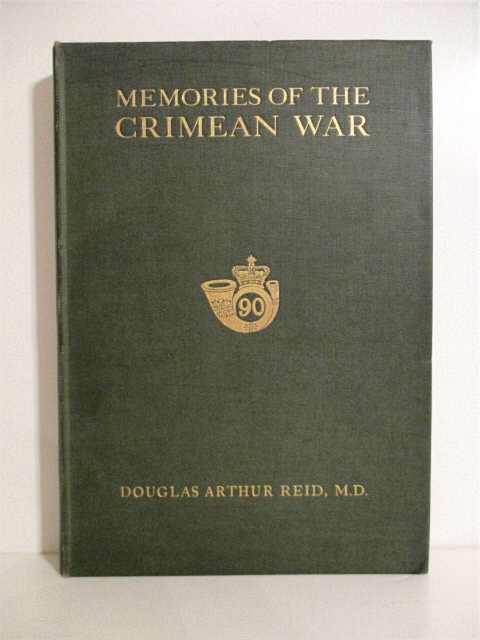 MEMORIES OF THE
CRIMEAN WAR
90
DOUGLAS ARTHUR REID, M.D.